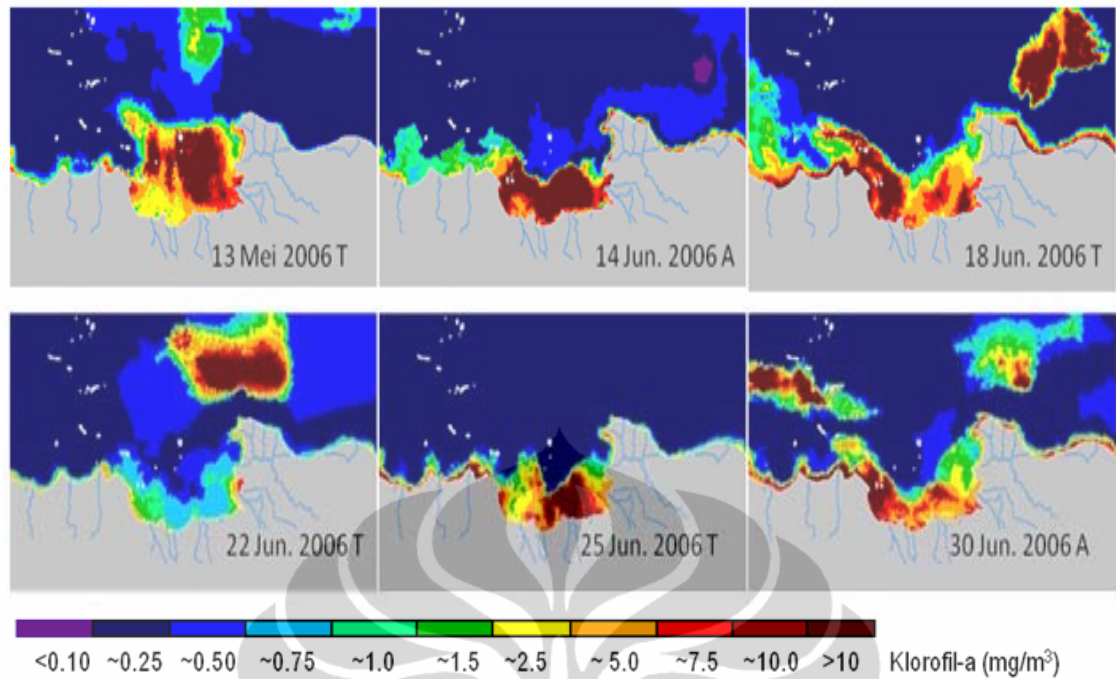 13 Mei 2006 T
14 Jun. 2006 A
18 Jun. 2006 T
22 Jun. 2006 T
25 Jun. 2006 T
30 Jun. 2006 A
<0.10 ~0.25 ~0.50 ~0.75 ~1.0 ~1.5 ~2.5 ~ 5.0 ~7.5 ~10.0 >10 Klorofil-a (mg/m³)